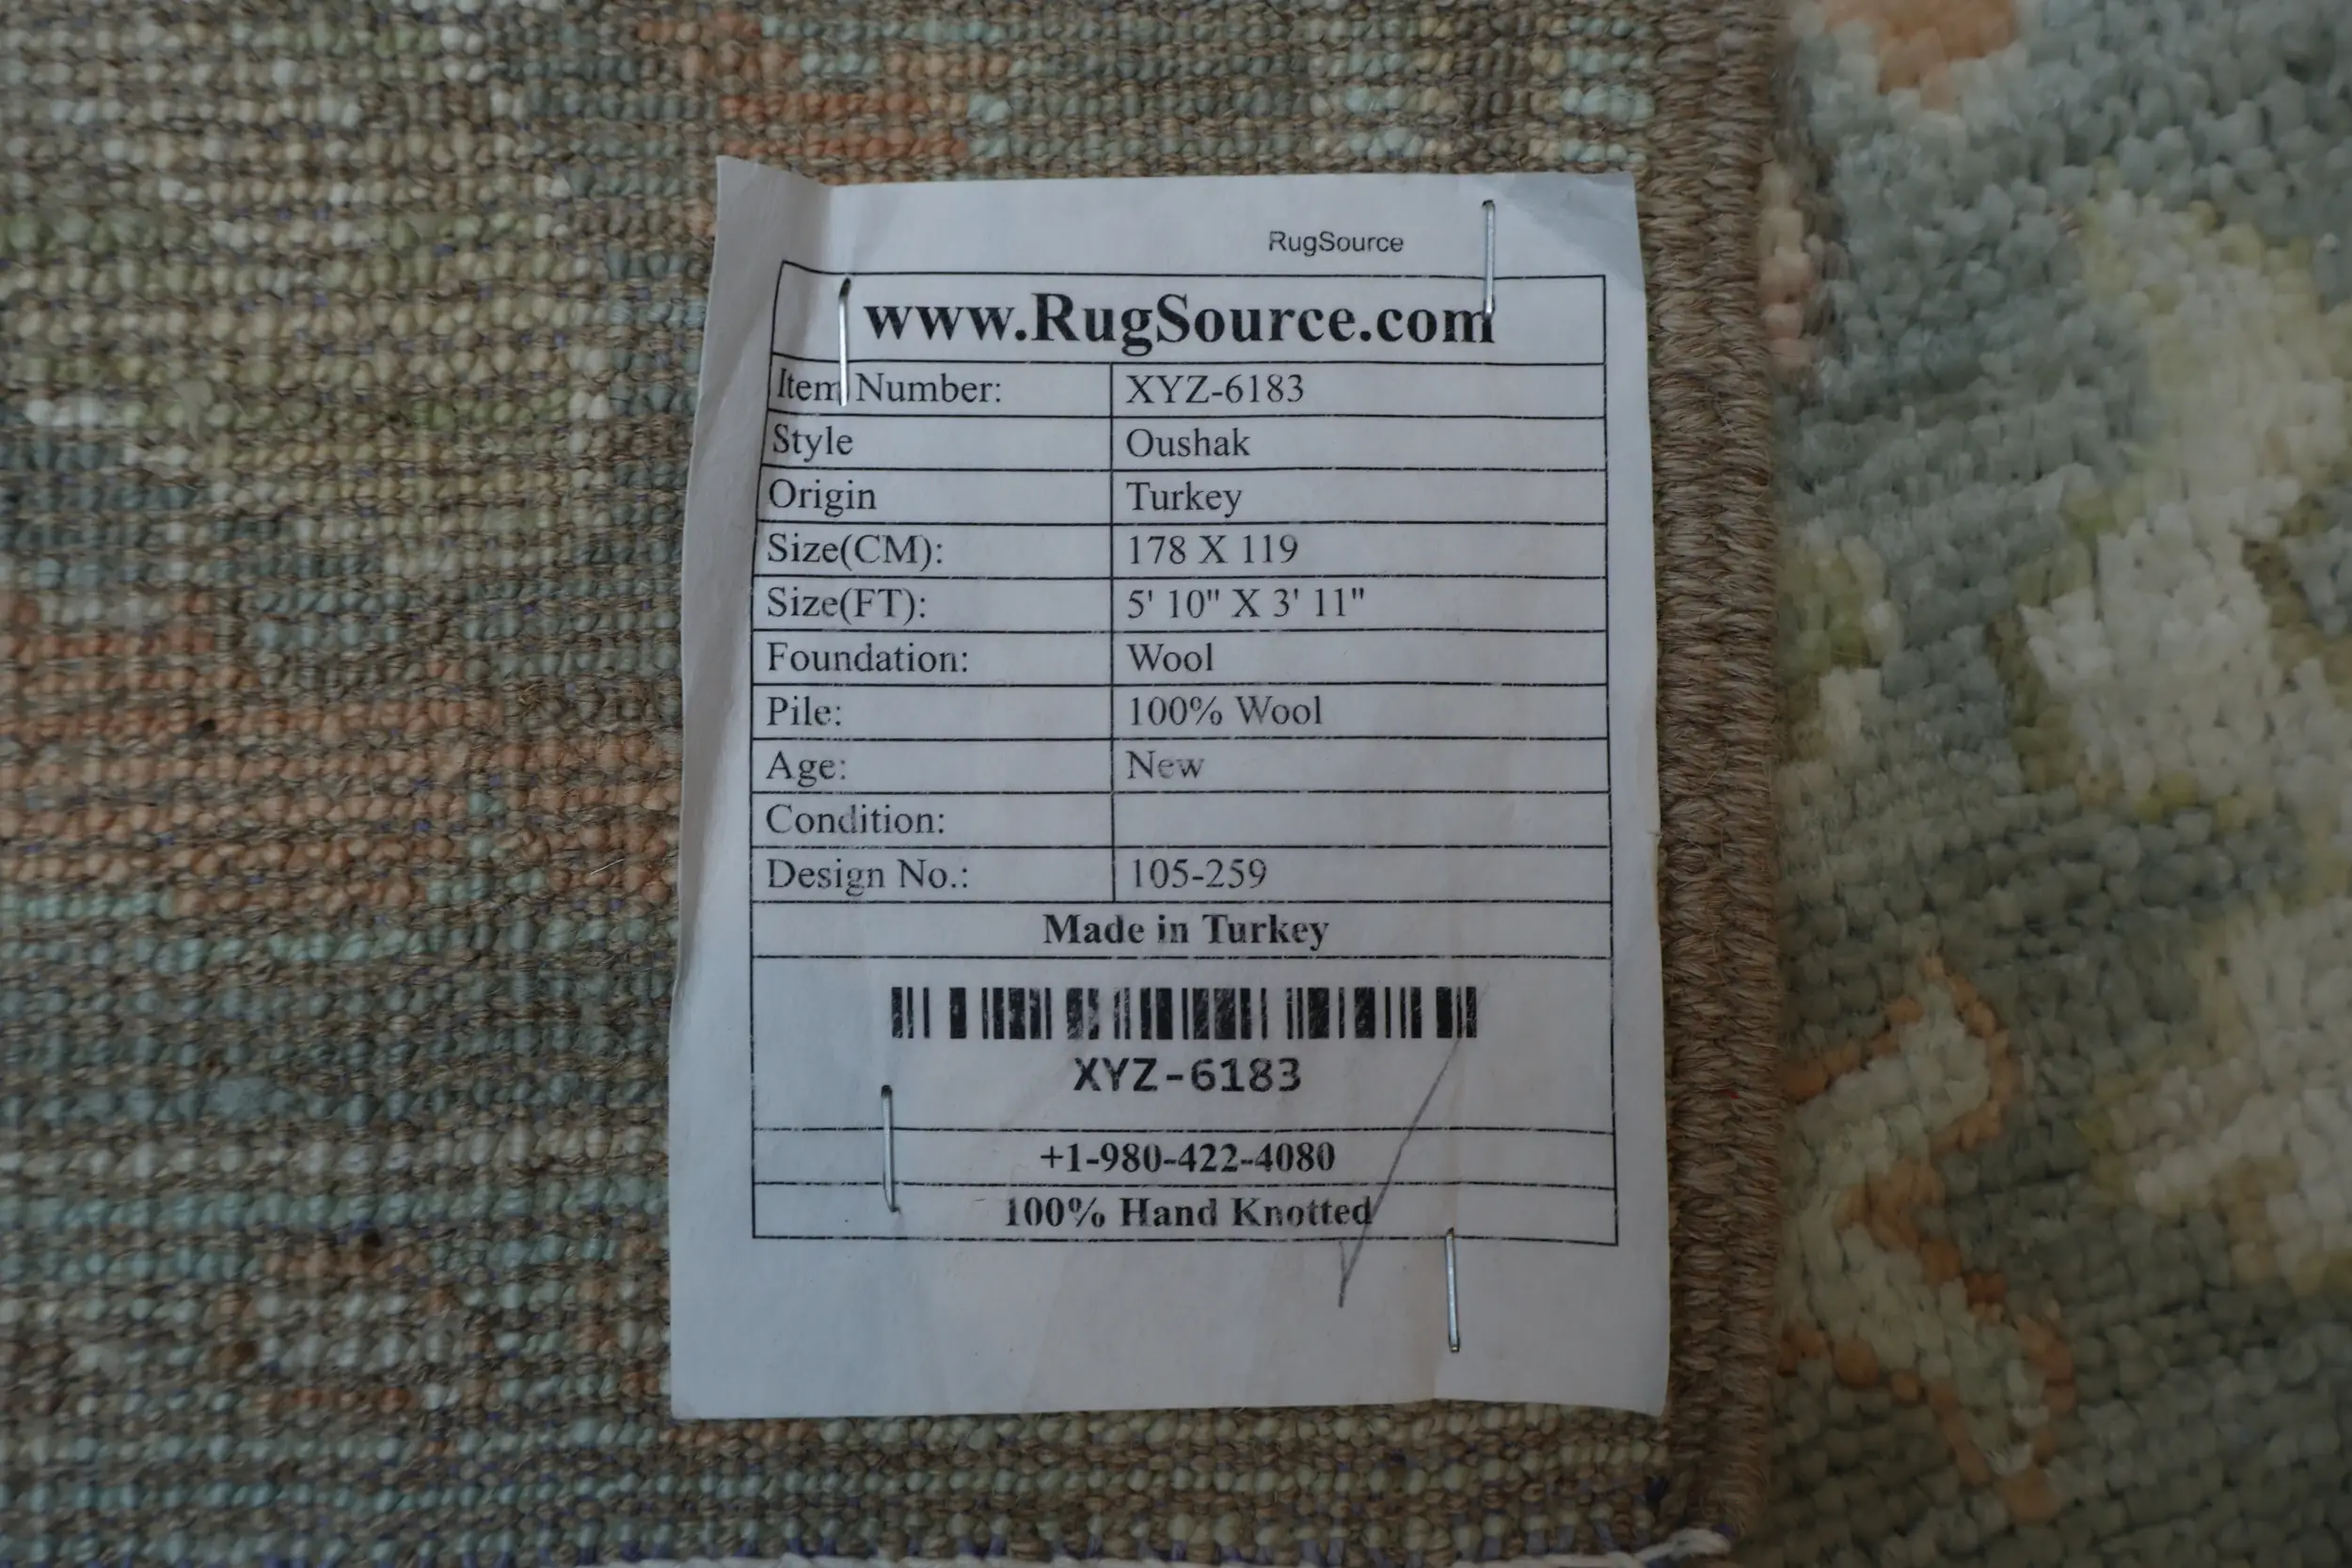 RugSource
www.RugSource.com
Item Number: XYZ-6183
Style Oushak
Origin Turkey
Size(CM): 178 X 119
Size(FT): 5' 10" X 3' 11"
Foundation: Wool
Pile: 100% Wool
Age: New
Condition:
Design No.: 105-259
Made in Turkey
XYZ-6183
+1-980-422-4080
100% Hand Knotted